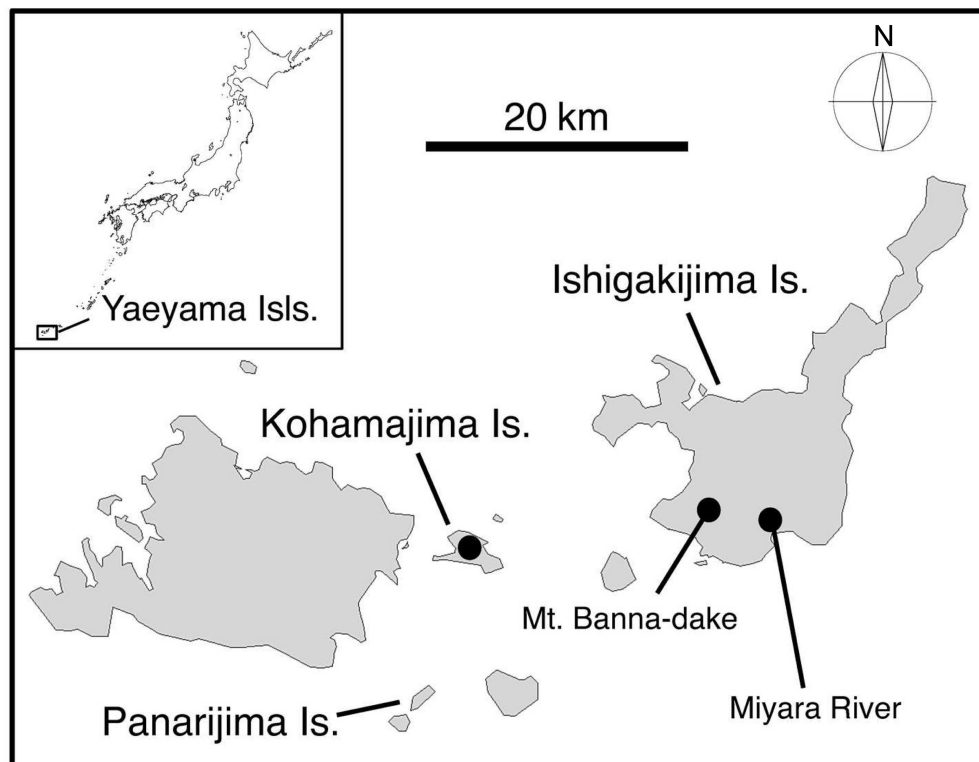 N
20 km
Yaeyama Isls.
Ishigakijima Is.
Kohamajima Is.
Mt. Banna-dake
Miyara River
Panarijima Is.